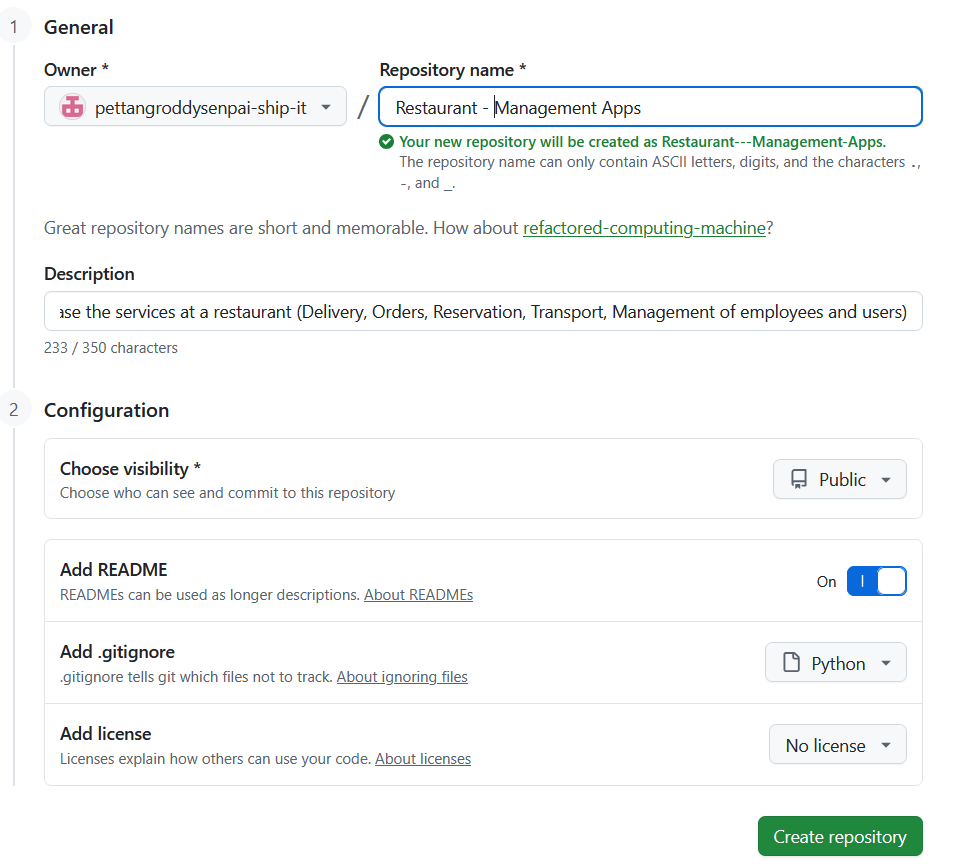 1
General
Owner *
Repository name *
pettangroddysenpai-ship-it
/
Restaurant - Management Apps
Your new repository will be created as Restaurant---Management-Apps.
The repository name can only contain ASCII letters, digits, and the characters .,
-, and _.
Great repository names are short and memorable. How about refactored-computing-machine?
Description
ase the services at a restaurant (Delivery, Orders, Reservation, Transport, Management of employees and users)
233 / 350 characters
2
Configuration
Choose visibility *
Choose who can see and commit to this repository
Public
Add README
READMEs can be used as longer descriptions. About READMEs
On
Add .gitignore
.gitignore tells git which files not to track. About ignoring files
Python
Add license
Licenses explain how others can use your code. About licenses
No license
Create repository